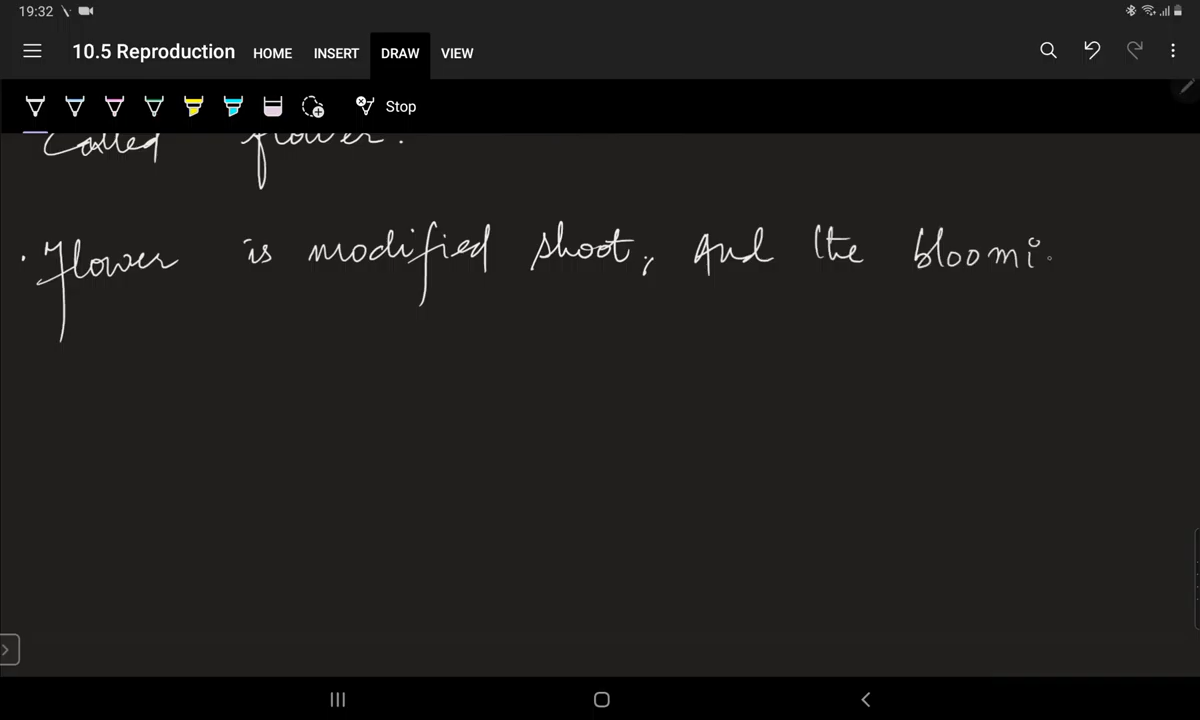 19:32
10.5 Reproduction HOME INSERT DRAW VIEW
Stop
called flower.
. Flower is modified shoot, And the bloomi